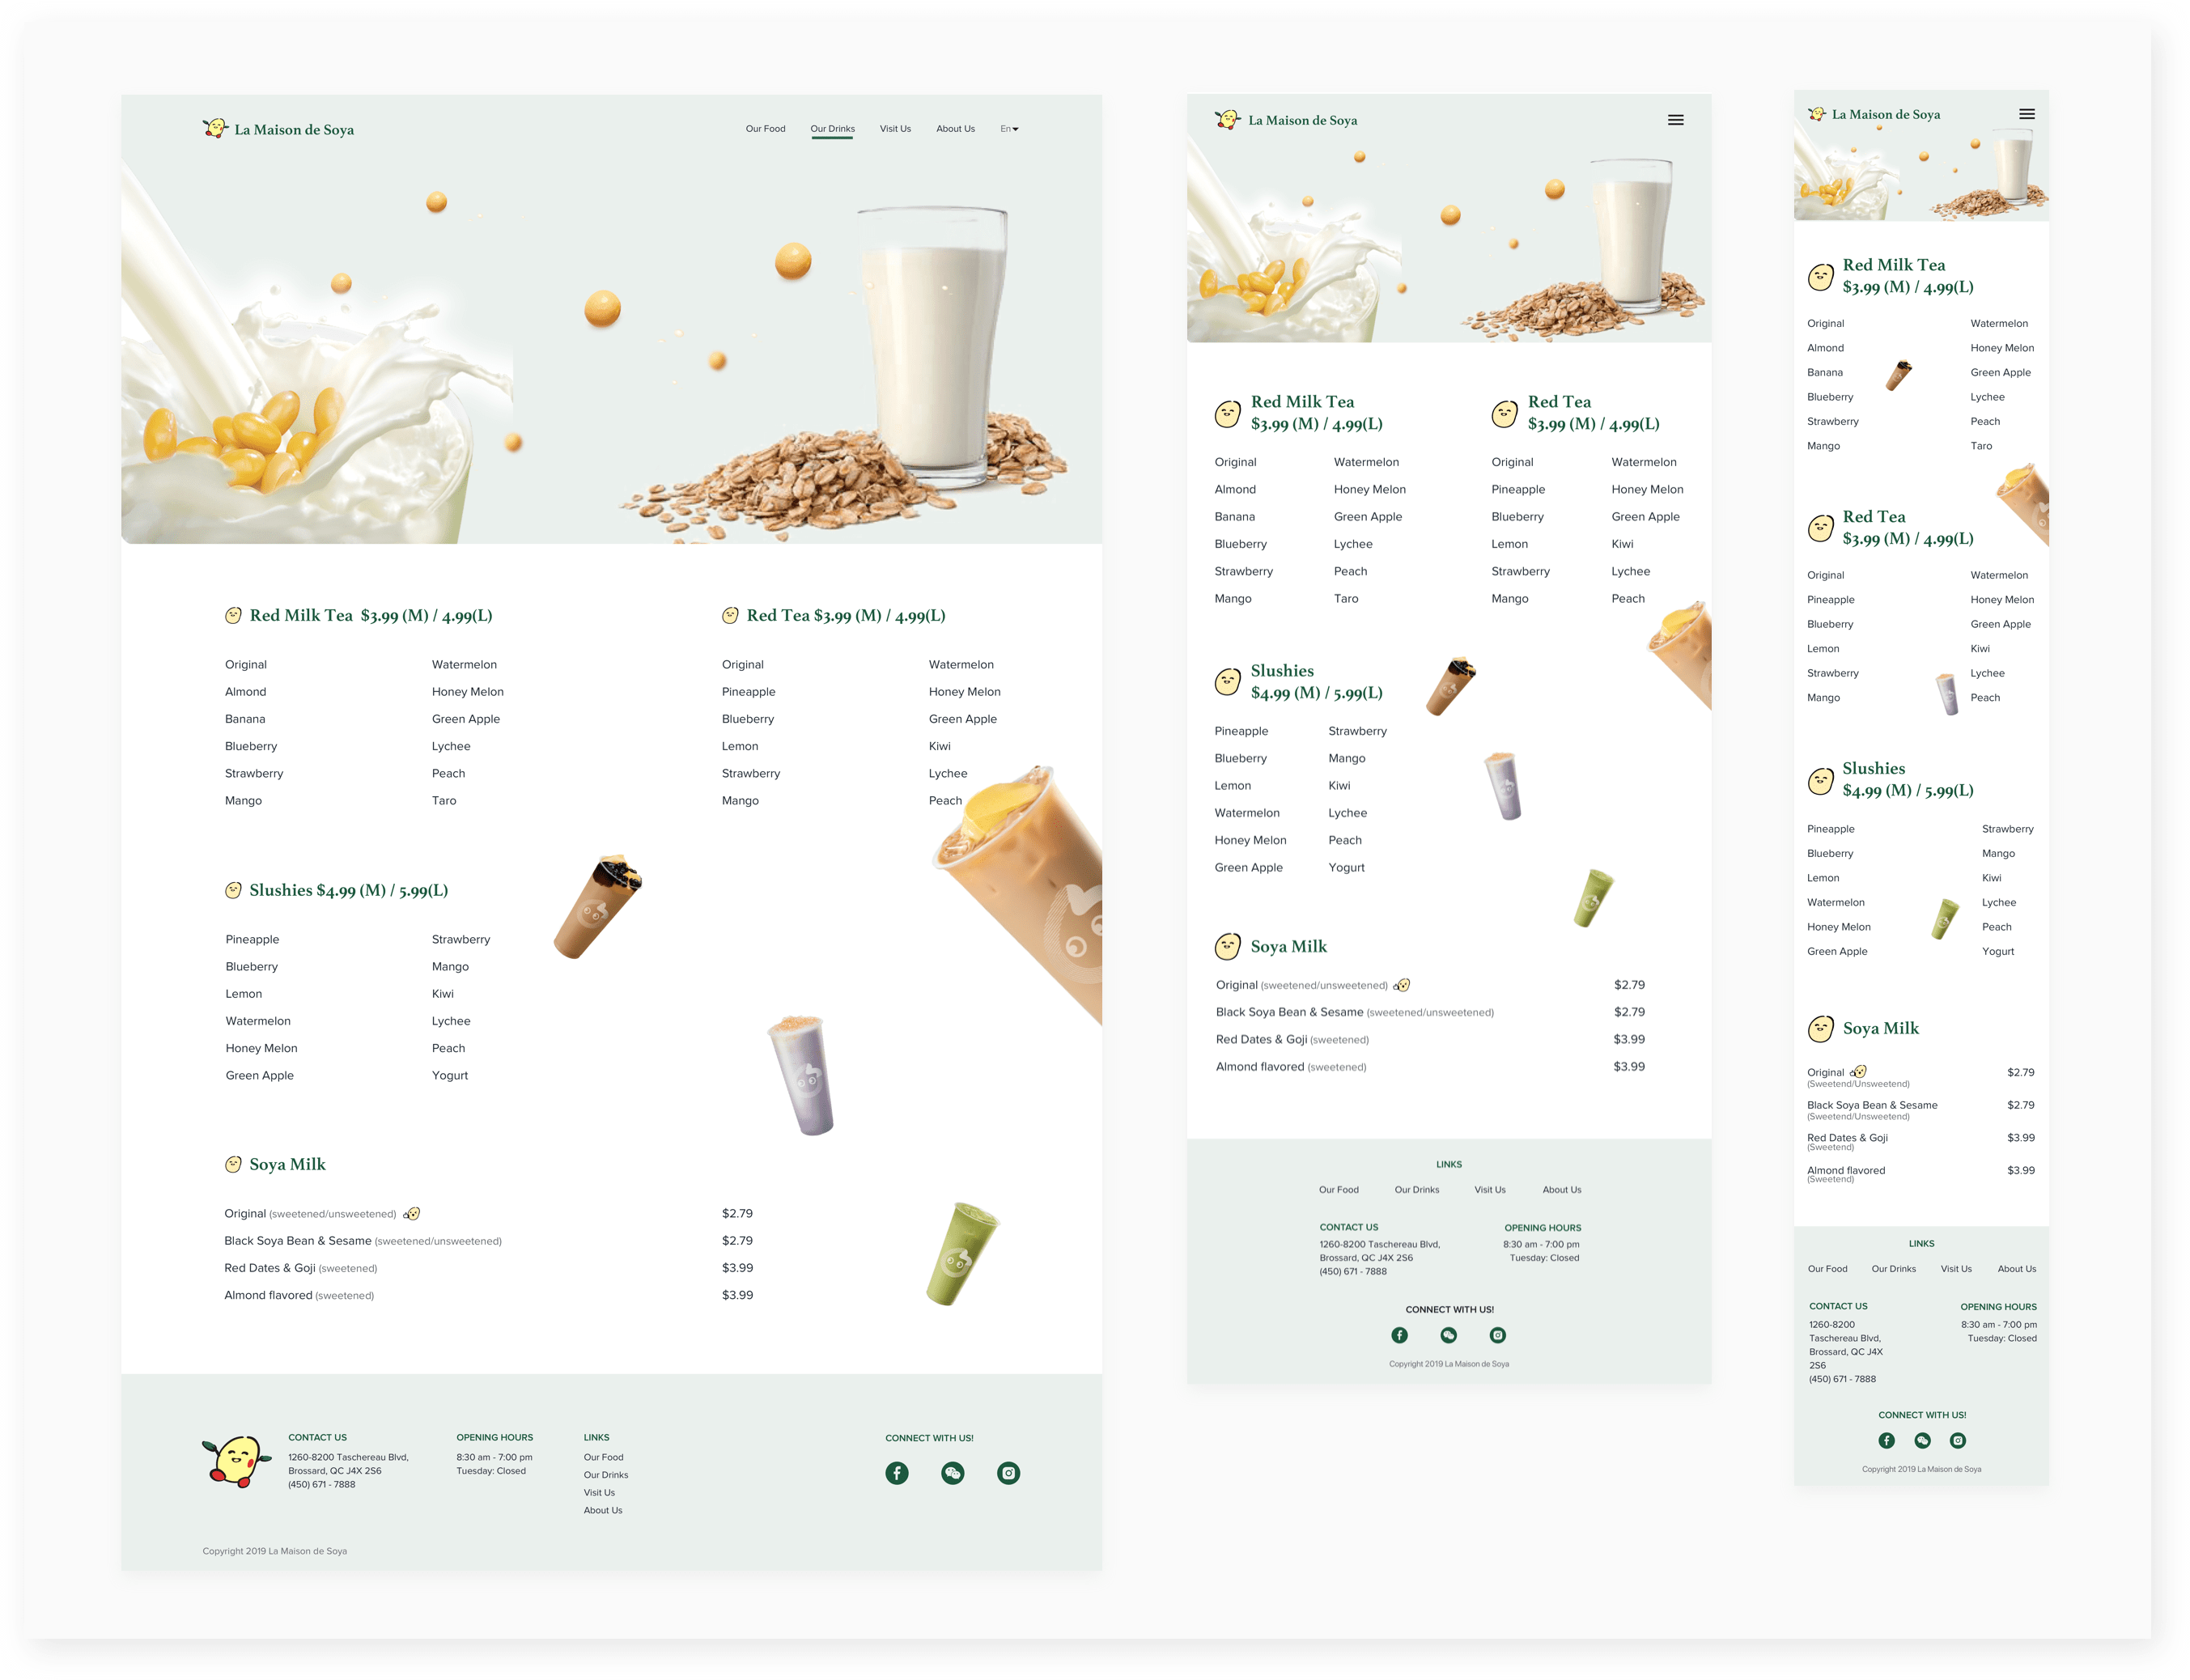 La Maison de Soya
Our Food Our Drinks Visit Us About Us En
Red Milk Tea $3.99 (M) / 4.99(L)
Original Watermelon
Almond Honey Melon
Banana Green Apple
Blueberry Lychee
Strawberry Peach
Mango Taro
Red Tea $3.99 (M) / 4.99(L)
Original Watermelon
Pineapple Honey Melon
Blueberry Green Apple
Lemon Kiwi
Strawberry Lychee
Mango Peach
Slushies $4.99 (M) / 5.99(L)
Pineapple Strawberry
Blueberry Mango
Lemon Kiwi
Watermelon Lychee
Honey Melon Peach
Green Apple Yogurt
Soya Milk
Original (sweetened/unsweetened) $2.79
Black Soya Bean & Sesame (sweetened/unsweetened) $2.79
Red Dates & Goji (sweetened) $3.99
Almond flavored (sweetened) $3.99
CONTACT US
1260-8200 Taschereau Blvd,
Brossard, QC J4X 2S6
(450) 671 - 7888
OPENING HOURS
8:30 am - 7:00 pm
Tuesday: Closed
LINKS
Our Food
Our Drinks
Visit Us
About Us
CONNECT WITH US!
Copyright 2019 La Maison de Soya
La Maison de Soya
Red Milk Tea
$3.99 (M) / 4.99(L)
Original Watermelon
Almond Honey Melon
Banana Green Apple
Blueberry Lychee
Strawberry Peach
Mango Taro
Red Tea
$3.99 (M) / 4.99(L)
Original Watermelon
Pineapple Honey Melon
Blueberry Green Apple
Lemon Kiwi
Strawberry Lychee
Mango Peach
Slushies
$4.99 (M) / 5.99(L)
Pineapple Strawberry
Blueberry Mango
Lemon Kiwi
Watermelon Lychee
Honey Melon Peach
Green Apple Yogurt
Soya Milk
Original (sweetened/unsweetened) $2.79
Black Soya Bean & Sesame (sweetened/unsweetened) $2.79
Red Dates & Goji (sweetened) $3.99
Almond flavored (sweetened) $3.99
LINKS
Our Food Our Drinks Visit Us About Us
CONTACT US
1260-8200 Taschereau Blvd,
Brossard, QC J4X 2S6
(450) 671 - 7888
OPENING HOURS
8:30 am - 7:00 pm
Tuesday: Closed
CONNECT WITH US!
Copyright 2019 La Maison de Soya
La Maison de Soya
Red Milk Tea
$3.99 (M) / 4.99(L)
Original Watermelon
Almond Honey Melon
Banana Green Apple
Blueberry Lychee
Strawberry Peach
Mango Taro
Red Tea
$3.99 (M) / 4.99(L)
Original Watermelon
Pineapple Honey Melon
Blueberry Green Apple
Lemon Kiwi
Strawberry Lychee
Mango Peach
Slushies
$4.99 (M) / 5.99(L)
Pineapple Strawberry
Blueberry Mango
Lemon Kiwi
Watermelon Lychee
Honey Melon Peach
Green Apple Yogurt
Soya Milk
Original $2.79
(Sweetend/Unsweetend)
Black Soya Bean & Sesame $2.79
(Sweetend/Unsweetend)
Red Dates & Goji $3.99
(Sweetend)
Almond flavored $3.99
(Sweetend)
LINKS
Our Food Our Drinks Visit Us About Us
CONTACT US
1260-8200
Taschereau Blvd,
Brossard, QC J4X
2S6
(450) 671 - 7888
OPENING HOURS
8:30 am - 7:00 pm
Tuesday: Closed
CONNECT WITH US!
Copyright 2019 La Maison de Soya